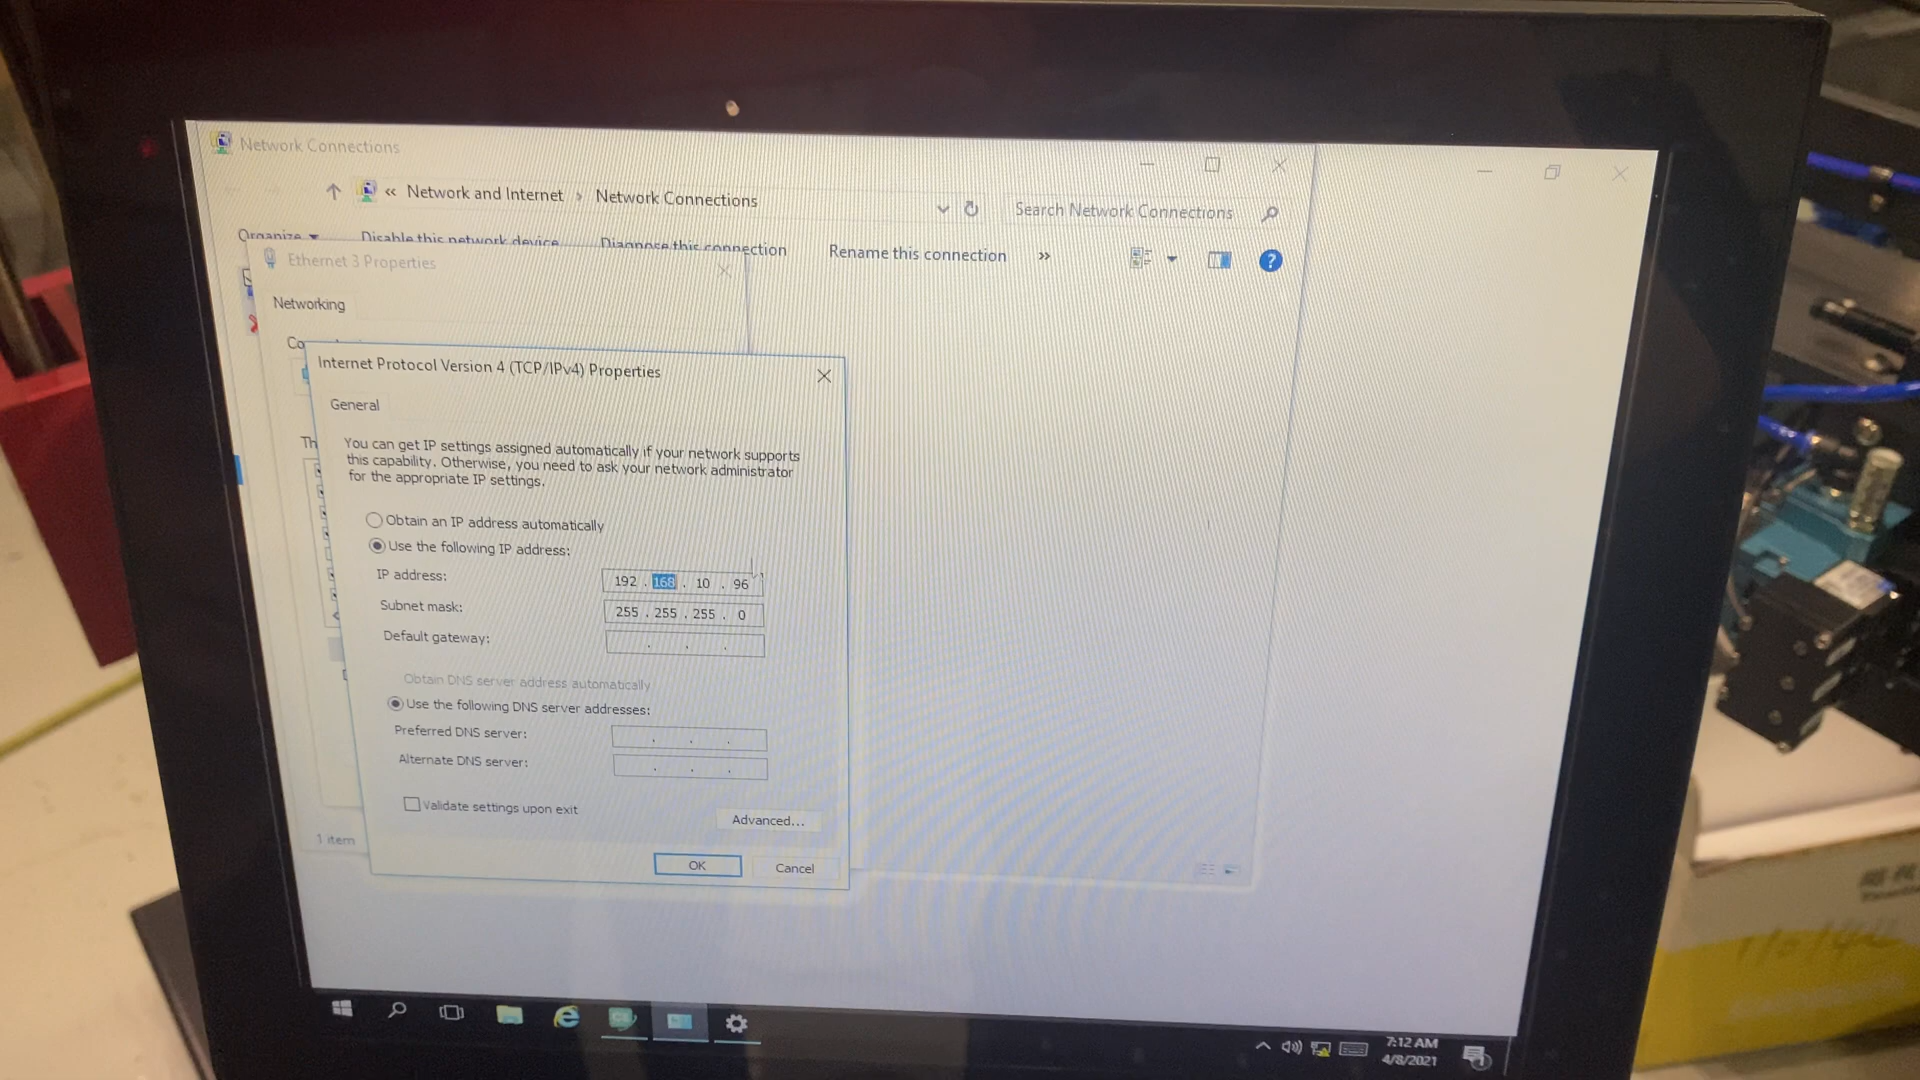 Network Connections
« Network and Internet › Network Connections
Search Network Connections
Organize
Disable this network device
Diagnose this connection
Rename this connection
»
Ethernet 3 Properties
Networking
Internet Protocol Version 4 (TCP/IPv4) Properties
General
You can get IP settings assigned automatically if your network supports
this capability. Otherwise, you need to ask your network administrator
for the appropriate IP settings.
Obtain an IP address automatically
Use the following IP address:
IP address: 192 . 168 . 10 . 96
Subnet mask: 255 . 255 . 255 . 0
Default gateway: . . .
Obtain DNS server address automatically
Use the following DNS server addresses:
Preferred DNS server: . . .
Alternate DNS server: . . .
Validate settings upon exit
Advanced...
OK
Cancel
1 item
7:12 AM
4/8/2021